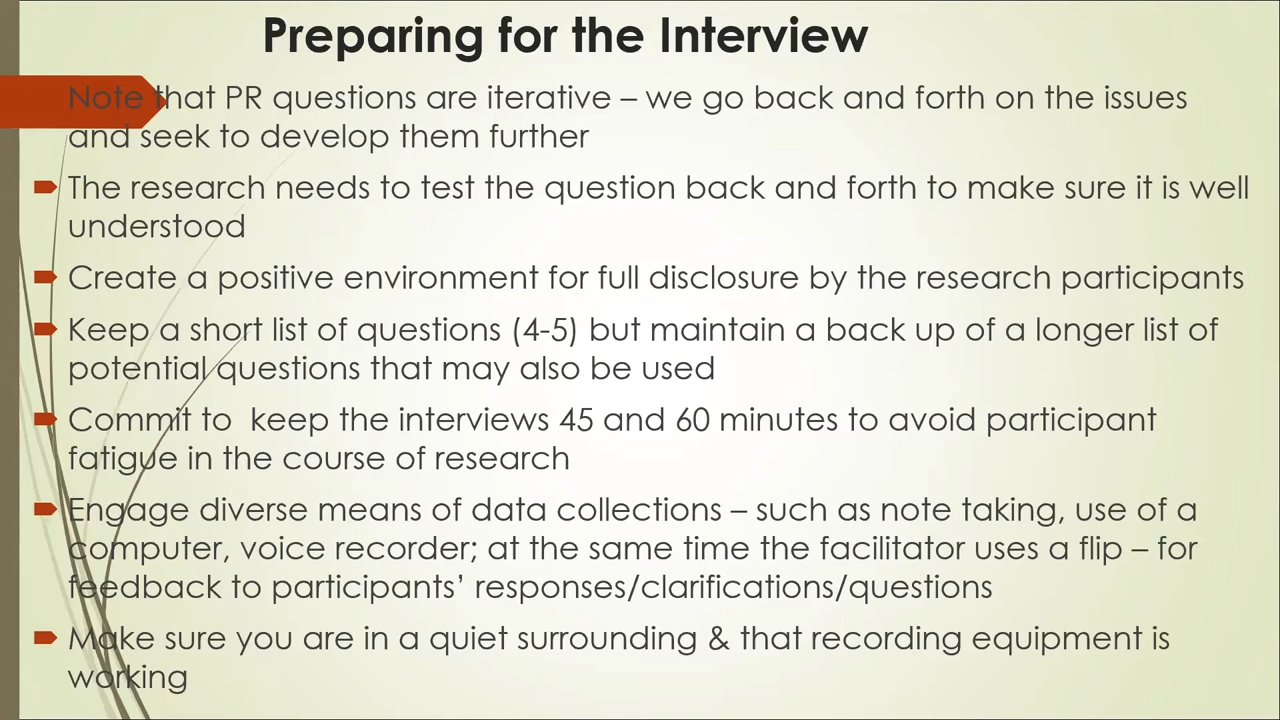 Preparing for the Interview
Note that PR questions are iterative – we go back and forth on the issues
and seek to develop them further
The research needs to test the question back and forth to make sure it is well
understood
Create a positive environment for full disclosure by the research participants
Keep a short list of questions (4-5) but maintain a back up of a longer list of
potential questions that may also be used
Commit to  keep the interviews 45 and 60 minutes to avoid participant
fatigue in the course of research
Engage diverse means of data collections – such as note taking, use of a
computer, voice recorder; at the same time the facilitator uses a flip – for
feedback to participants’ responses/clarifications/questions
Make sure you are in a quiet surrounding & that recording equipment is
working